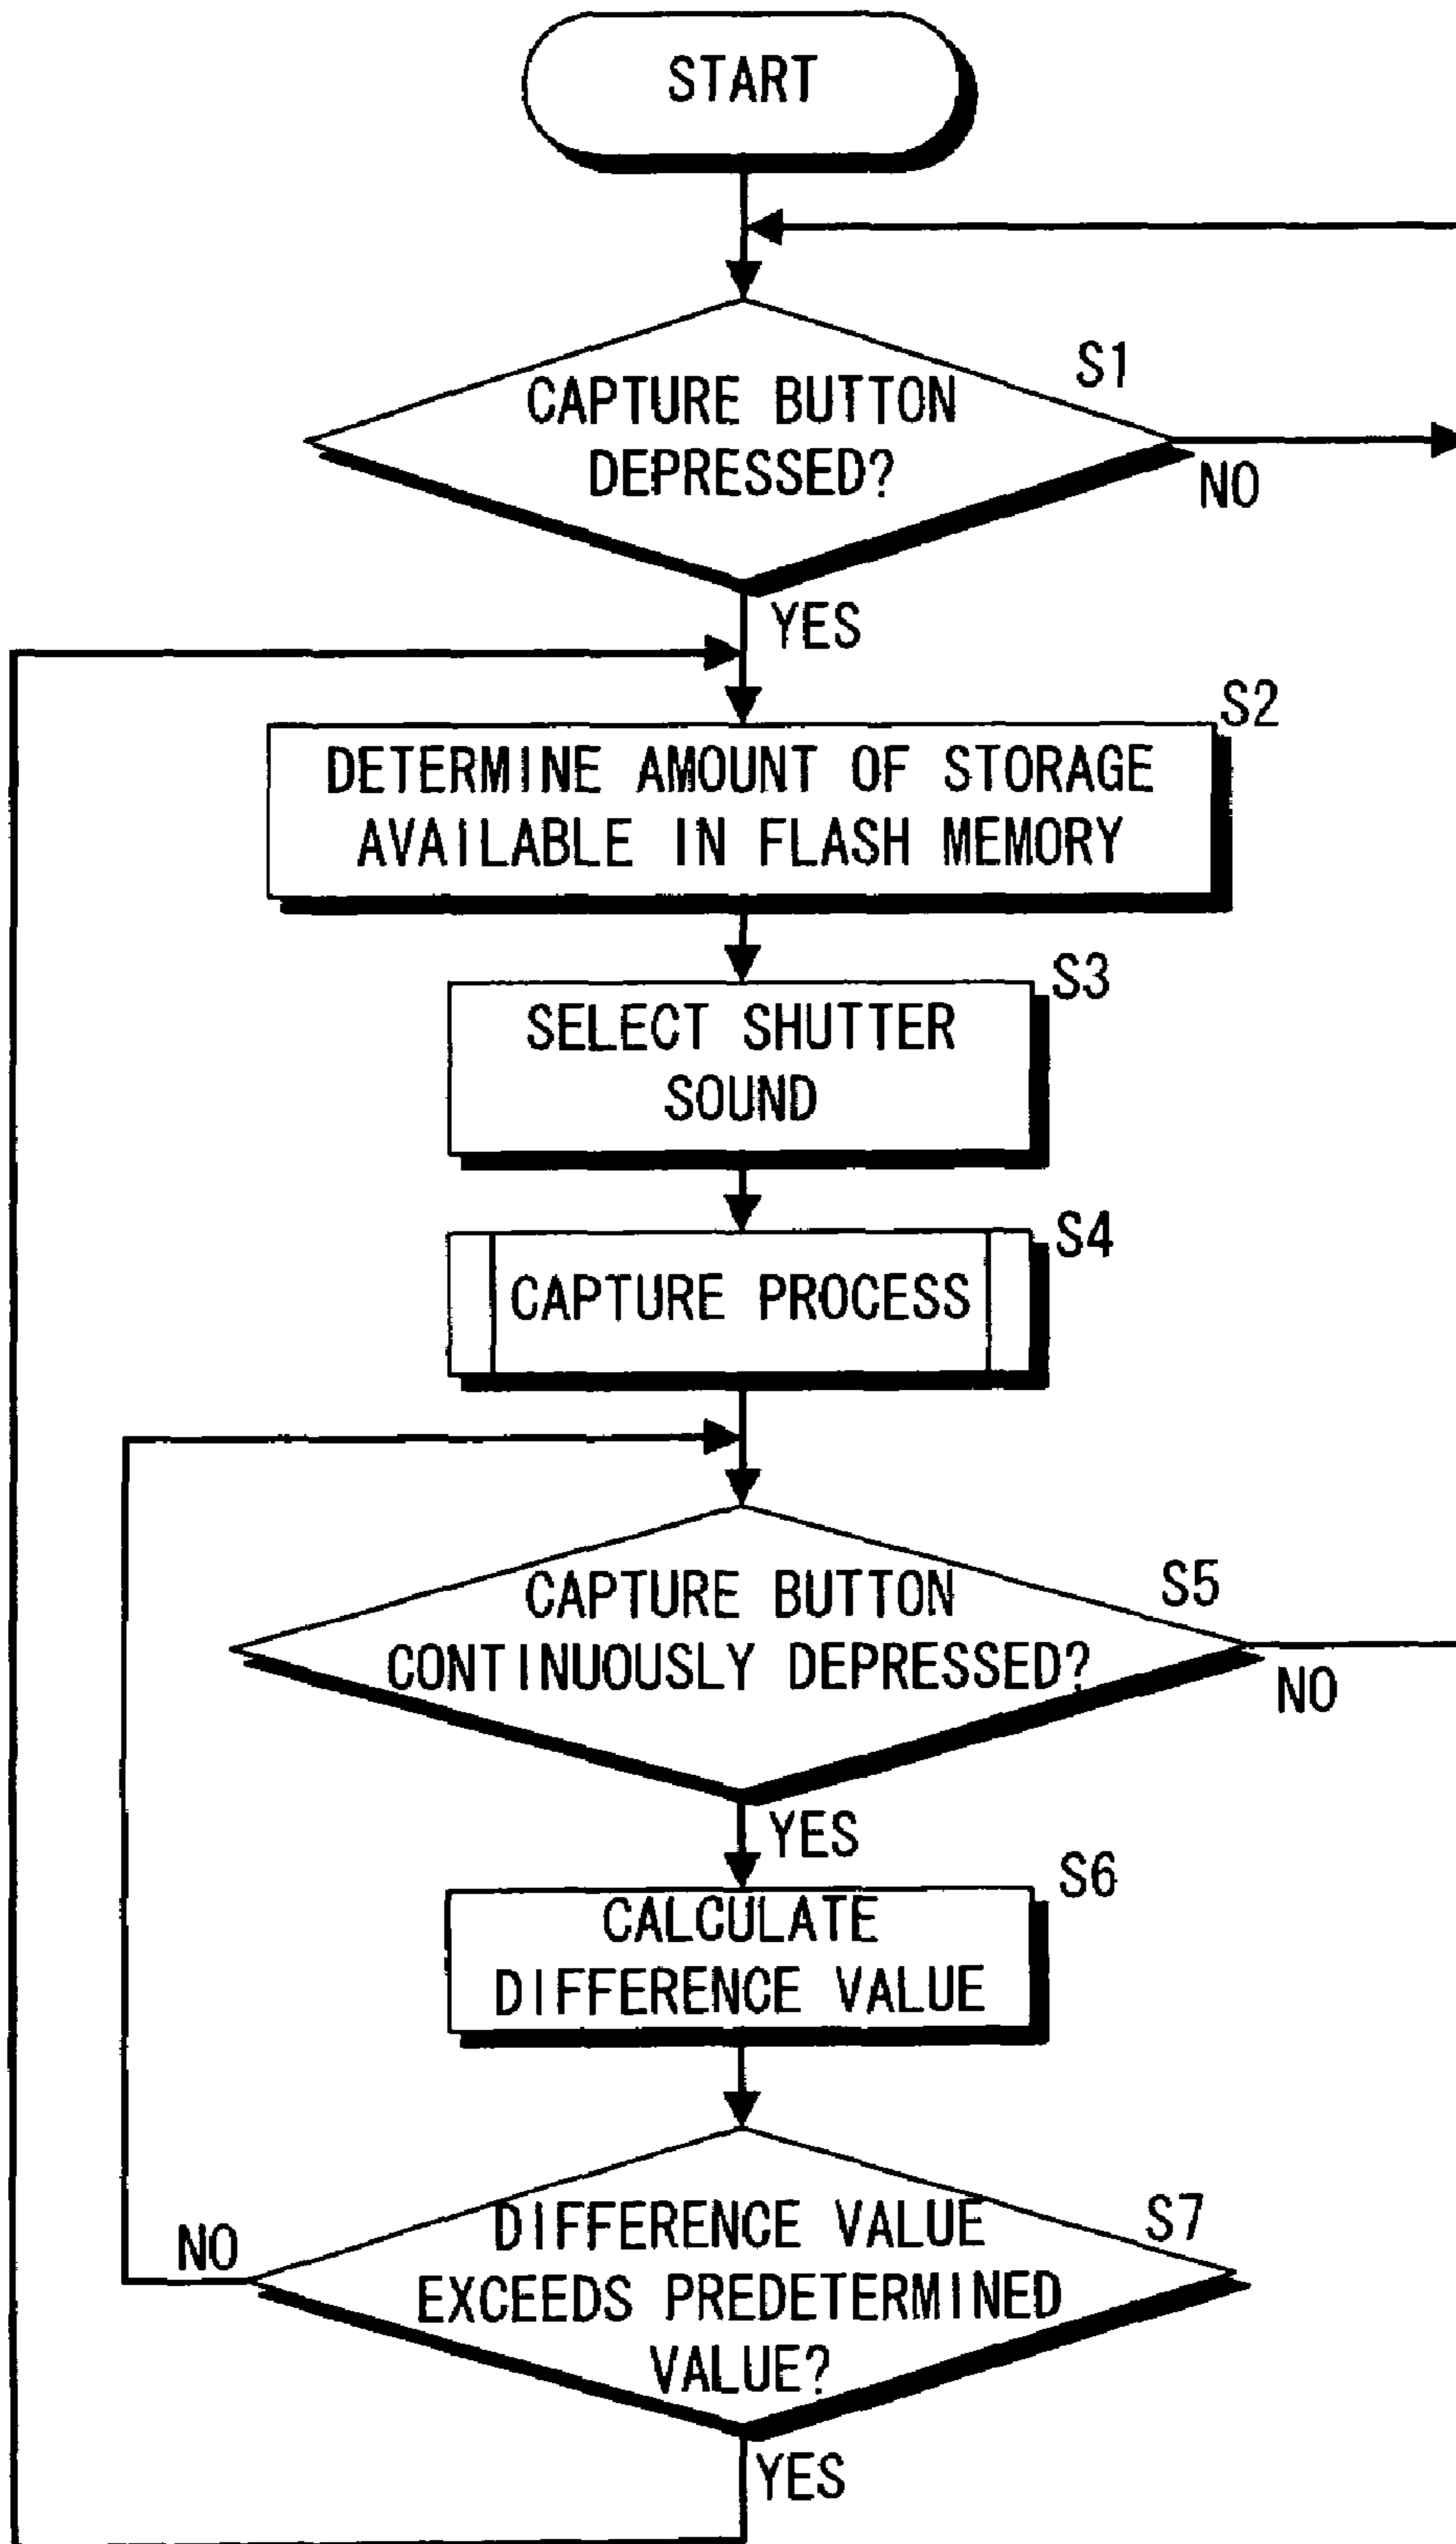 START
S1
CAPTURE BUTTON
DEPRESSED?
NO
YES
S2
DETERMINE AMOUNT OF STORAGE
AVAILABLE IN FLASH MEMORY
S3
SELECT SHUTTER
SOUND
S4
CAPTURE PROCESS
S5
CAPTURE BUTTON
CONTINUOUSLY DEPRESSED?
NO
YES
S6
CALCULATE
DIFFERENCE VALUE
S7
DIFFERENCE VALUE
EXCEEDS PREDETERMINED
VALUE?
NO
YES